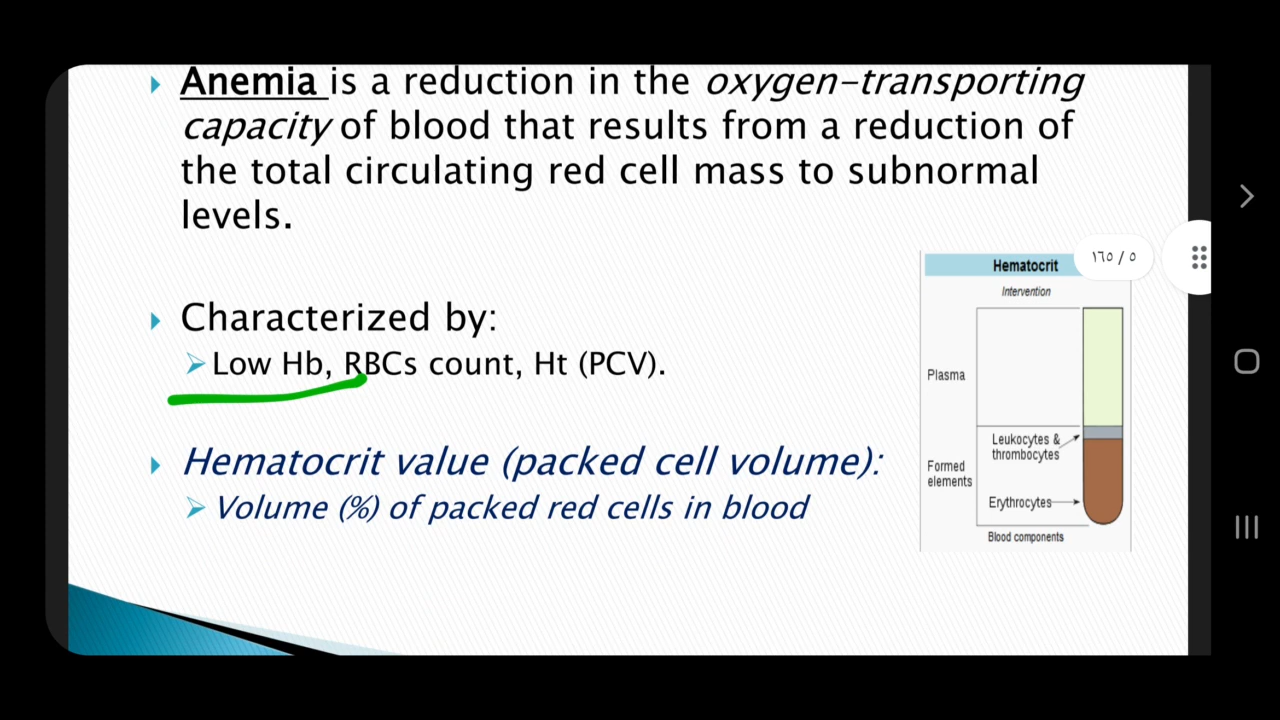 Anemia is a reduction in the oxygen-transporting
capacity of blood that results from a reduction of
the total circulating red cell mass to subnormal
levels.
١٦٥ / ٥
Characterized by:
Low Hb, RBCs count, Ht (PCV).
Hematocrit value (packed cell volume):
Volume (%) of packed red cells in blood
Hematocrit
Intervention
Plasma
Leukocytes &
thrombocytes
Formed
elements
Erythrocytes
Blood components